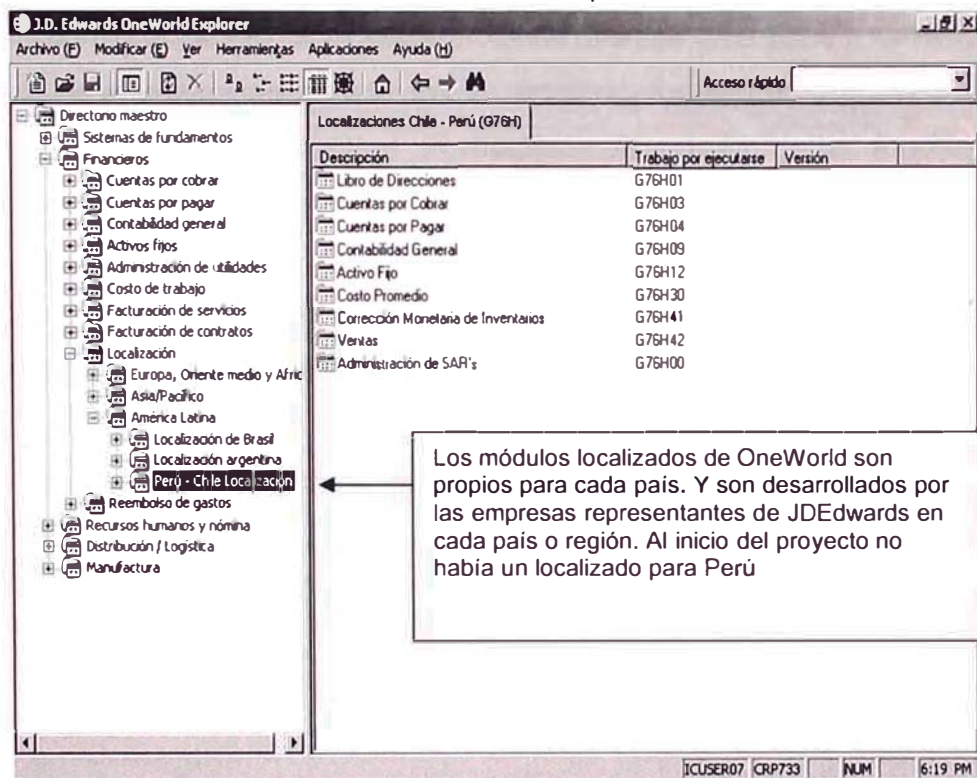 J.D. Edwards OneWorld Explorer
Archivo (F) Modificar (E) Ver Herramientas Aplicaciones Ayuda (H)
Acceso rápido
Directorio maestro
Sistemas de fundamentos
Financieros
Cuentas por cobrar
Cuentas por pagar
Contabilidad general
Activos fijos
Administración de utilidades
Costo de trabajo
Facturación de servicios
Facturación de contratos
Localización
Europa, Oriente medio y Afric
Asia/Pacífico
América Latina
Localización de Brasil
Localización argentina
Perú - Chile Localización
Reembolso de gastos
Recursos humanos y nómina
Distribución / Logística
Manufactura
Localizaciones Chile - Perú (G76H)
Descripción Trabajo por ejecutarse Versión
Libro de Direcciones G76H01
Cuentas por Cobrar G76H03
Cuentas por Pagar G76H04
Contabilidad General G76H09
Activo Fijo G76H12
Costo Promedio G76H30
Corrección Monetaria de Inventarios G76H41
Ventas G76H42
Administración de SAR's G76H00
Los módulos localizados de OneWorld son
propios para cada país. Y son desarrollados por
las empresas representantes de JDEdwards en
cada país o región. Al inicio del proyecto no
había un localizado para Perú
ICUSER07 CRP733 NUM 6:19 PM